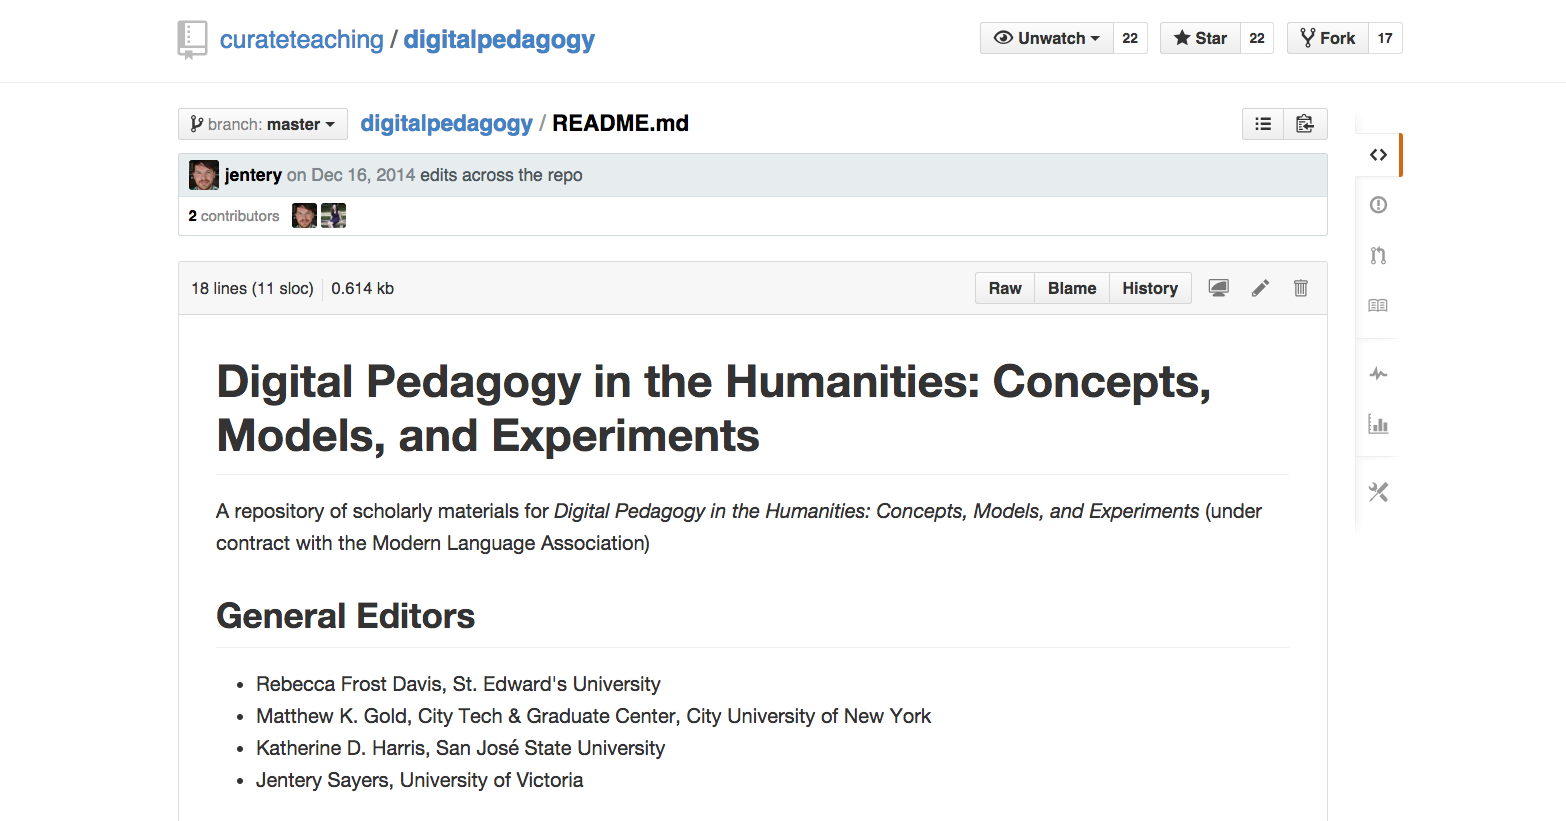 curateteaching / digitalpedagogy
Unwatch 22 Star 22 Fork 17
branch: master digitalpedagogy / README.md
jentery on Dec 16, 2014 edits across the repo
2 contributors
18 lines (11 sloc) 0.614 kb Raw Blame History
Digital Pedagogy in the Humanities: Concepts,
Models, and Experiments
A repository of scholarly materials for Digital Pedagogy in the Humanities: Concepts, Models, and Experiments (under
contract with the Modern Language Association)
General Editors
• Rebecca Frost Davis, St. Edward's University
• Matthew K. Gold, City Tech & Graduate Center, City University of New York
• Katherine D. Harris, San José State University
• Jentery Sayers, University of Victoria